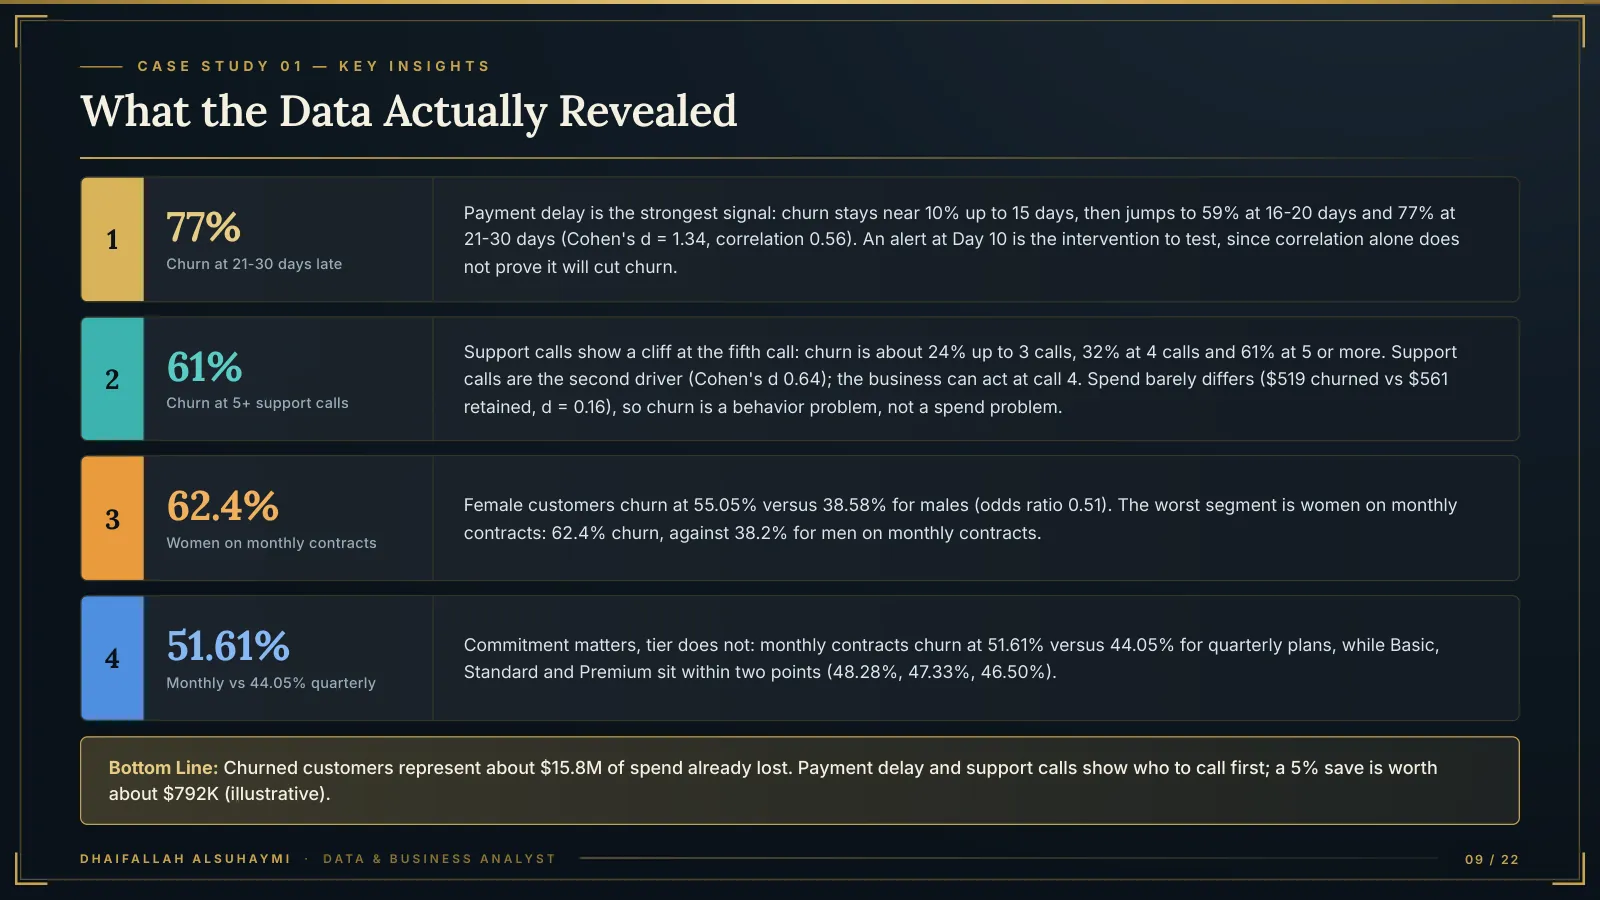 CASE STUDY 01 — KEY INSIGHTS
What the Data Actually Revealed
1
77%
Churn at 21-30 days late
Payment delay is the strongest signal: churn stays near 10% up to 15 days, then jumps to 59% at 16-20 days and 77% at
21-30 days (Cohen's d = 1.34, correlation 0.56). An alert at Day 10 is the intervention to test, since correlation alone does
not prove it will cut churn.
2
61%
Churn at 5+ support calls
Support calls show a cliff at the fifth call: churn is about 24% up to 3 calls, 32% at 4 calls and 61% at 5 or more. Support
calls are the second driver (Cohen's d 0.64); the business can act at call 4. Spend barely differs ($519 churned vs $561
retained, d = 0.16), so churn is a behavior problem, not a spend problem.
3
62.4%
Women on monthly contracts
Female customers churn at 55.05% versus 38.58% for males (odds ratio 0.51). The worst segment is women on monthly
contracts: 62.4% churn, against 38.2% for men on monthly contracts.
4
51.61%
Monthly vs 44.05% quarterly
Commitment matters, tier does not: monthly contracts churn at 51.61% versus 44.05% for quarterly plans, while Basic,
Standard and Premium sit within two points (48.28%, 47.33%, 46.50%).
Bottom Line: Churned customers represent about $15.8M of spend already lost. Payment delay and support calls show who to call first; a 5% save is worth
about $792K (illustrative).
DHAIFALLAH ALSUHAYMI · DATA & BUSINESS ANALYST
09 / 22